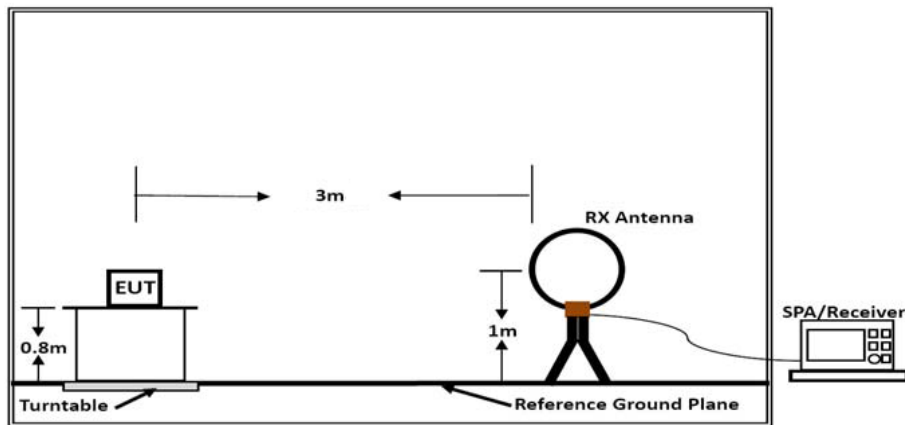 3m
RX Antenna
EUT
SPA/Receiver
0.8m
1m
Turntable
Reference Ground Plane